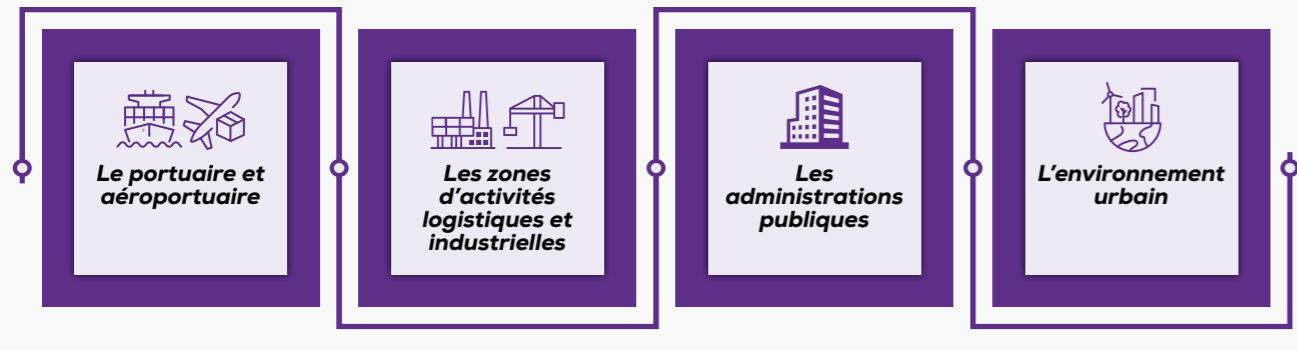 Le portuaire et
aéroportuaire
Les zones
d’activités
logistiques et
industrielles
Les
administrations
publiques
L’environnement
urbain